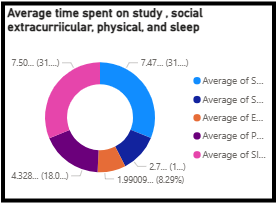 Average time spent on study , social
extracurriicular, physical, and sleep
7.50... (31....)
7.47... (31....)
Average of S...
Average of S...
Average of E...
Average of P...
Average of Sl...
4.328... (18.0...)
2.7... (1...)
1.99009... (8.29%)